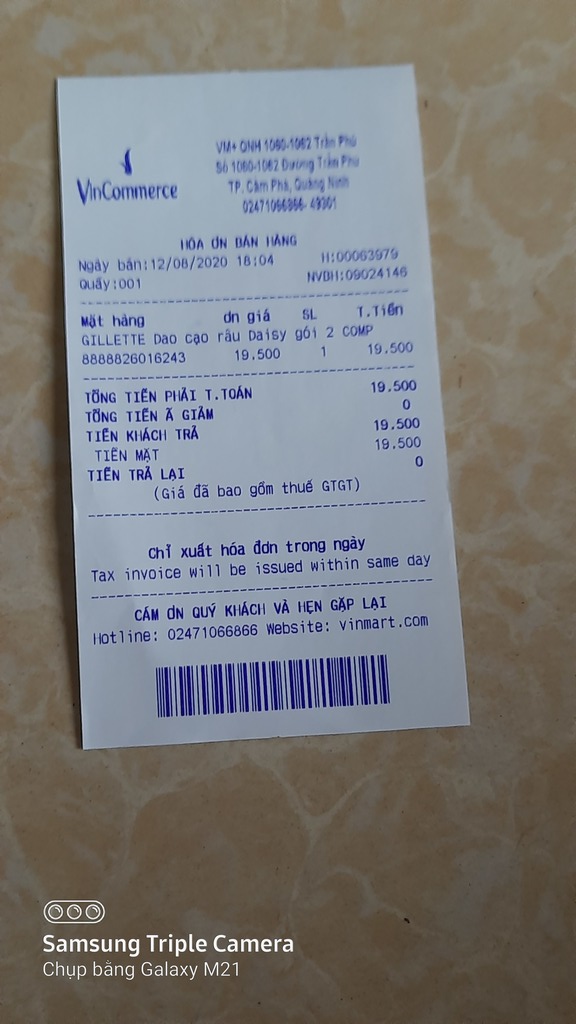 VinCommerce
VM+ QNH 1060-1062 Trần Phú
Số 1060-1062 Đường Trần Phú
TP. Cẩm Phả, Quảng Ninh
02471066866- 49301
HÓA ƠN BÁN HÀNG
Ngày bán:12/08/2020 18:04 H:00063979
Quầy:001 NVBH:09024146
Mặt hàng ơn giá SL T.Tiền
GILLETTE Dao cạo râu Daisy gói 2 COMP
8888826016243 19.500 1 19.500
TỔNG TIỀN PHẢI T.TOÁN 19.500
TỔNG TIỀN Ã GIẢM 0
TIỀN KHÁCH TRẢ 19.500
TIỀN MẶT 19.500
TIỀN TRẢ LẠI 0
(Giá đã bao gồm thuế GTGT)
Chỉ xuất hóa đơn trong ngày
Tax invoice will be issued within same day
CÁM ƠN QUÝ KHÁCH VÀ HẸN GẶP LẠI
Hotline: 02471066866 Website: vinmart.com
Samsung Triple Camera
Chụp bằng Galaxy M21